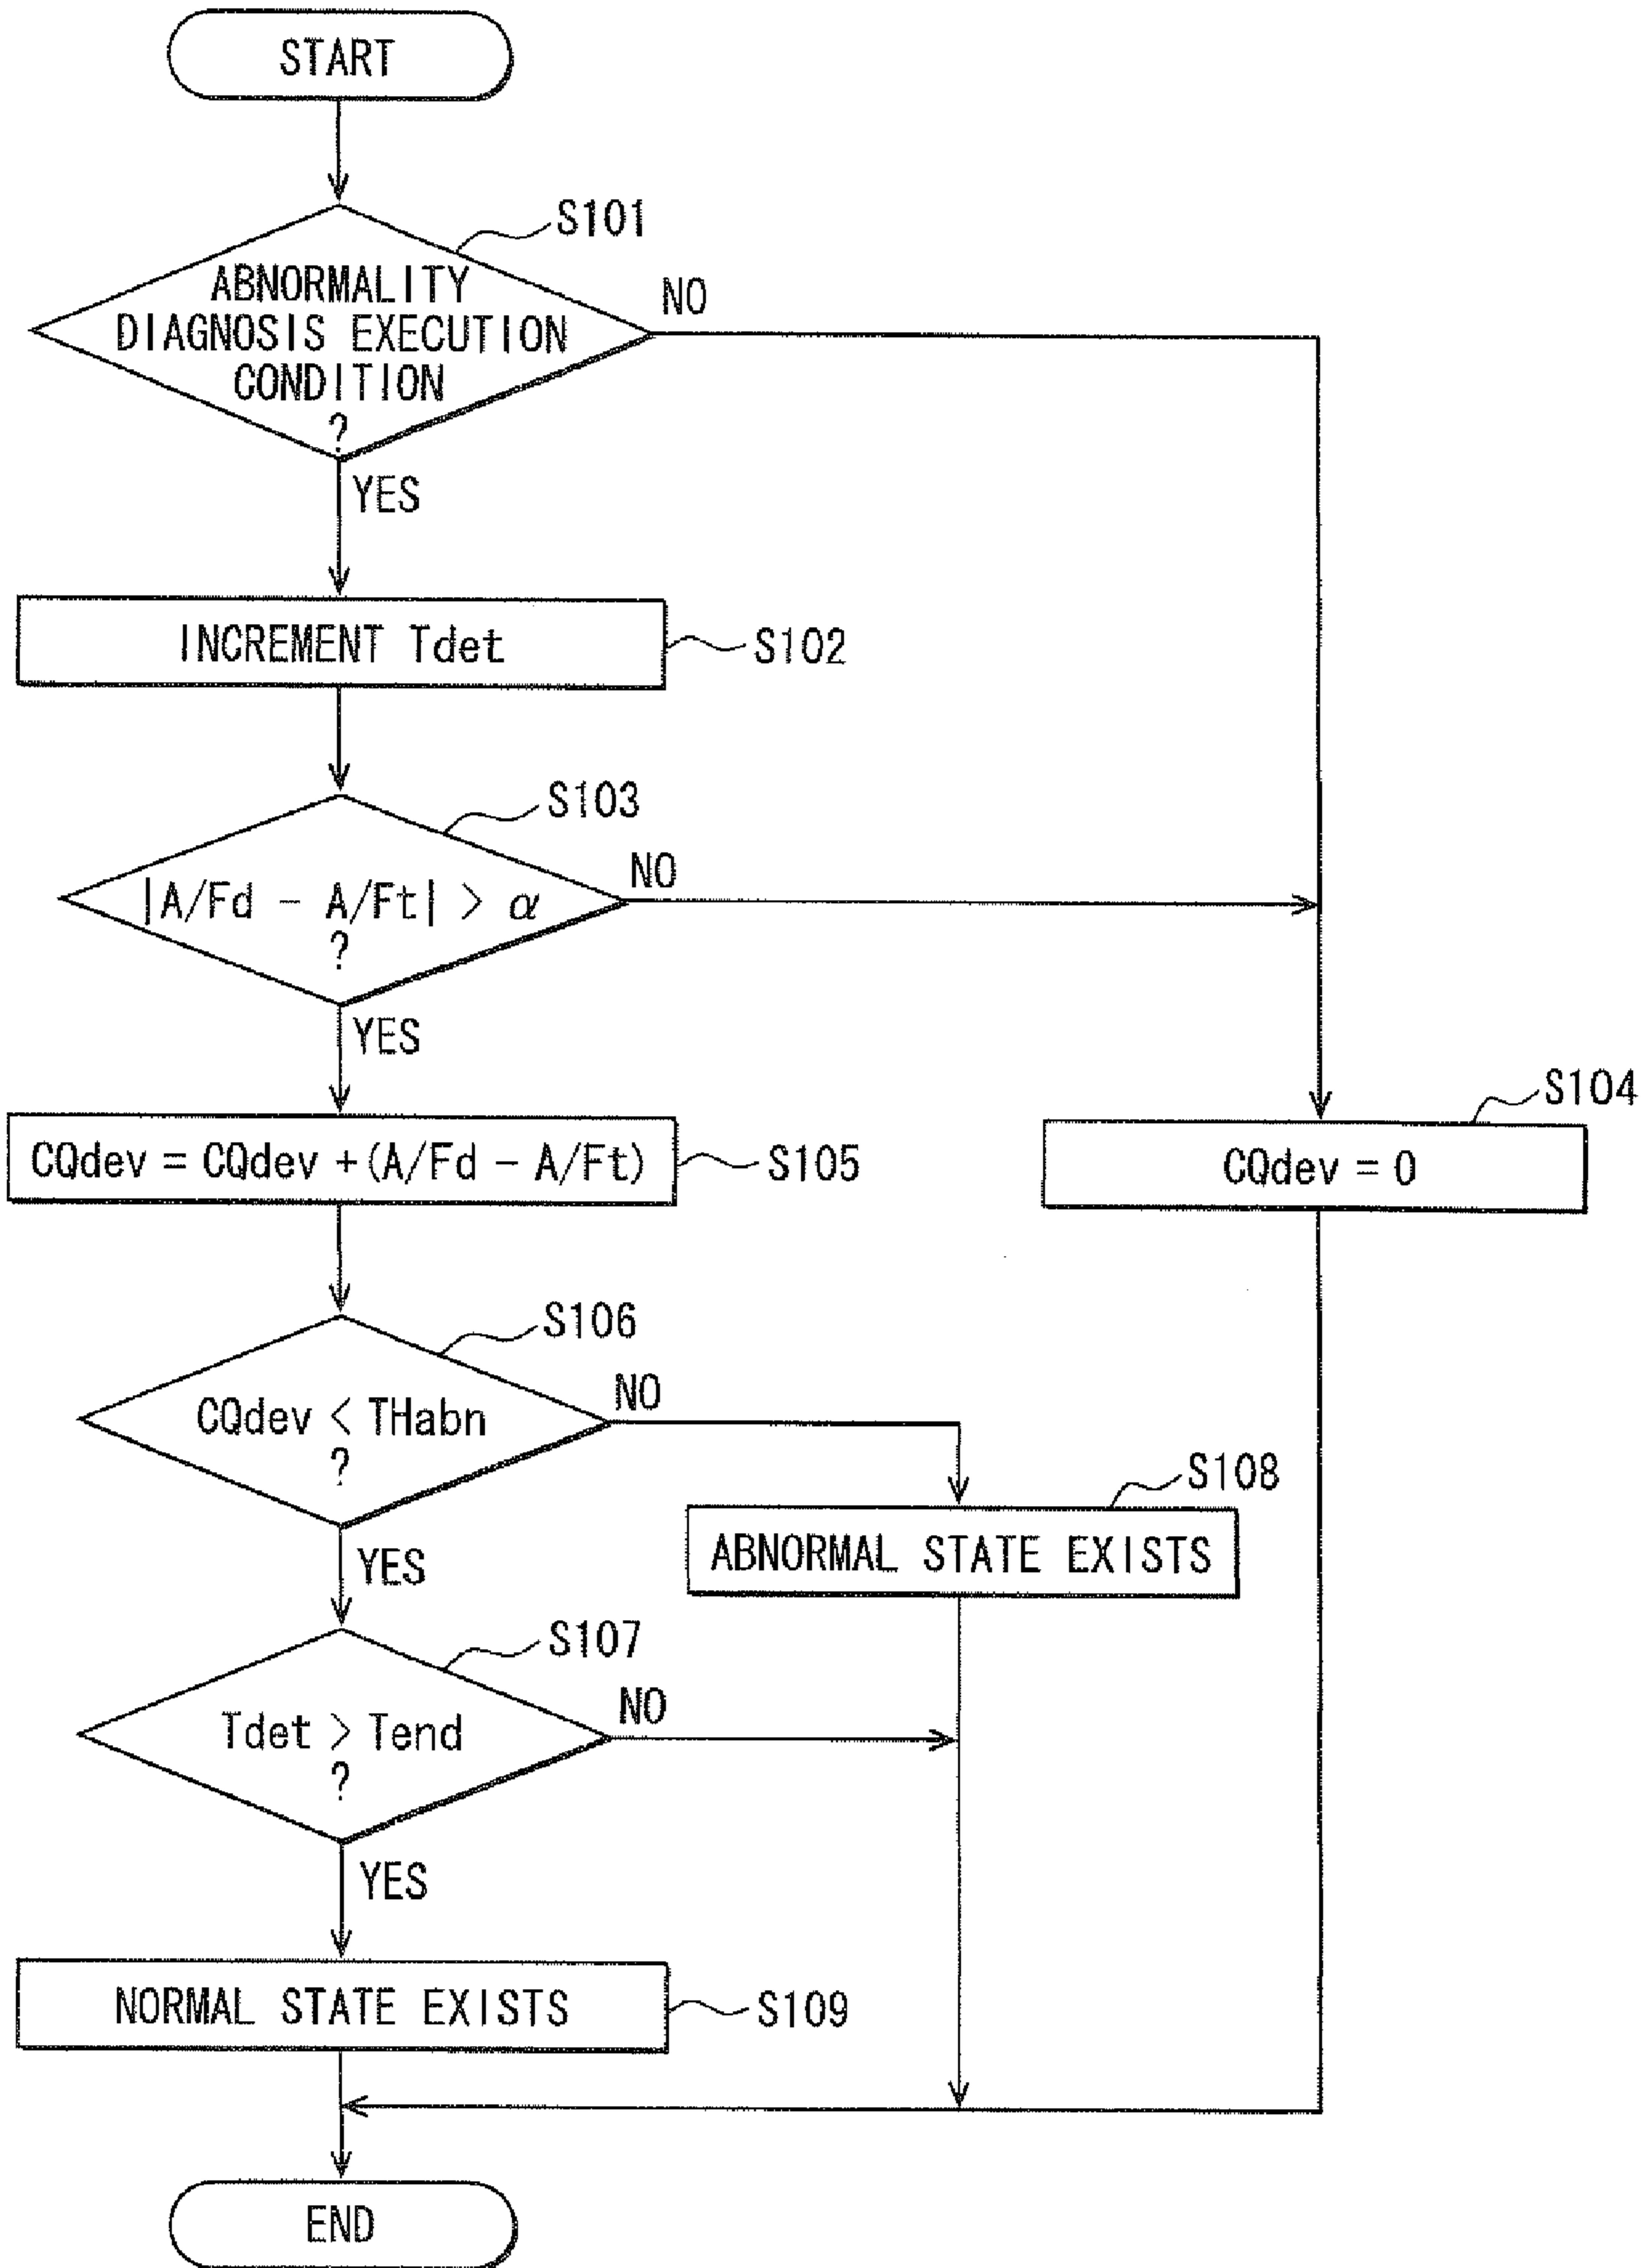 START
S101
ABNORMALITY
DIAGNOSIS EXECUTION
CONDITION
?
NO
YES
INCREMENT Tdet
S102
S103
|A/Fd - A/Ft| > α
?
NO
YES
S104
CQdev = CQdev + (A/Fd - A/Ft)
S105
CQdev = 0
S106
CQdev < THabn
?
NO
YES
S108
ABNORMAL STATE EXISTS
S107
Tdet > Tend
?
NO
YES
NORMAL STATE EXISTS
S109
END